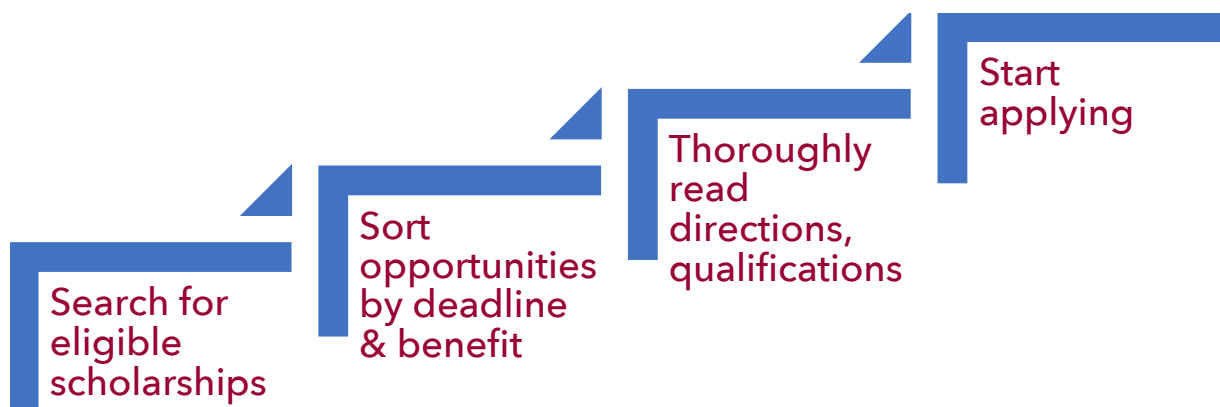 Search for
eligible
scholarships
Sort
opportunities
by deadline
& benefit
Thoroughly
read
directions,
qualifications
Start
applying